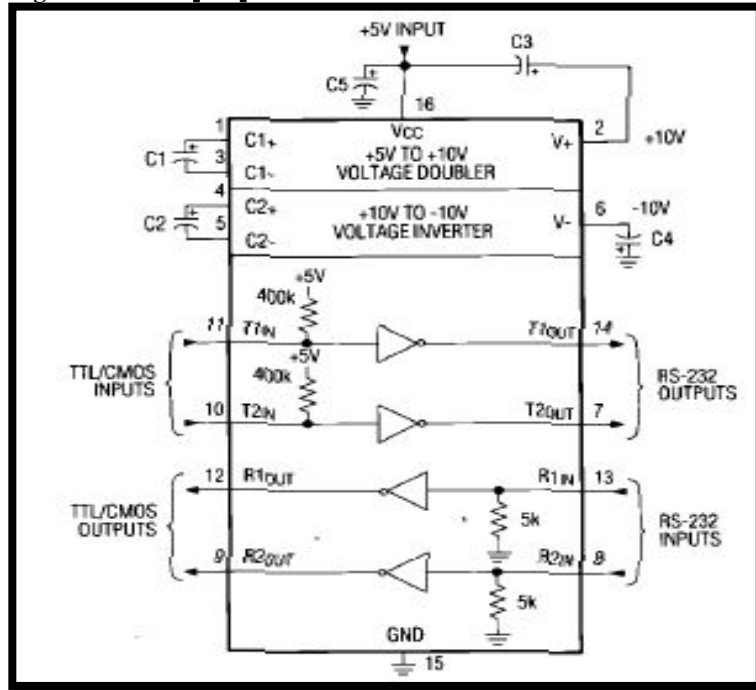 +5V INPUT
C3
C5
16
1
VCC
2
C1+
+5V TO +10V
V+
+10V
C1
3
C1-
VOLTAGE DOUBLER
4
C2+
+10V TO -10V
6
-10V
C2
5
VOLTAGE INVERTER
V-
C2-
C4
+5V
400k
11
T1IN
T1OUT
14
+5V
TTL/CMOS
INPUTS
400k
RS-232
OUTPUTS
10
T2IN
T2OUT
7
12
R1OUT
R1IN
13
TTL/CMOS
OUTPUTS
5k
RS-232
INPUTS
9
R2OUT
R2IN
8
5k
GND
15